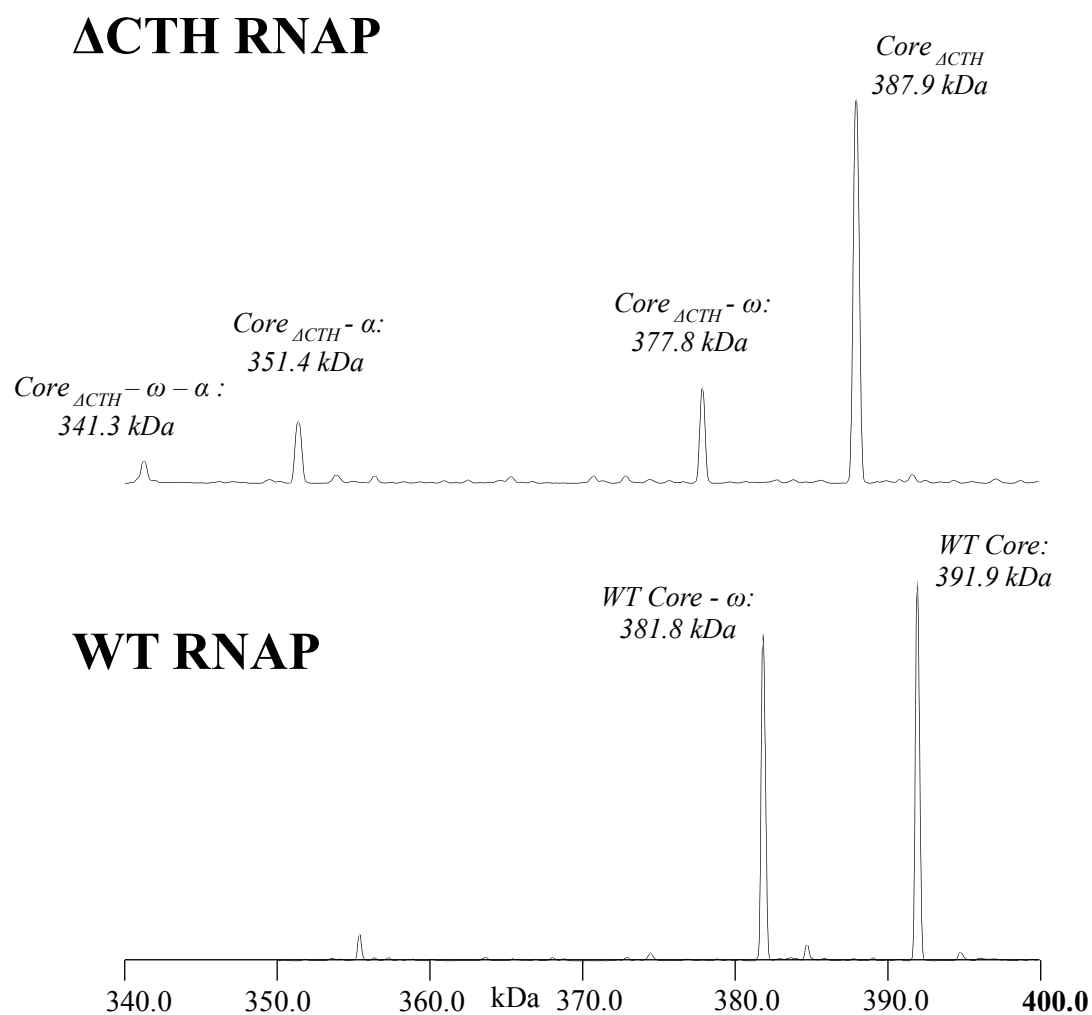 ΔCTH RNAP
Core ΔCTH
387.9 kDa
Core ΔCTH - ω:
377.8 kDa
Core ΔCTH - α:
351.4 kDa
Core ΔCTH – ω – α :
341.3 kDa
WT Core:
391.9 kDa
WT Core - ω:
381.8 kDa
WT RNAP
340.0 350.0 360.0 kDa 370.0 380.0 390.0 400.0